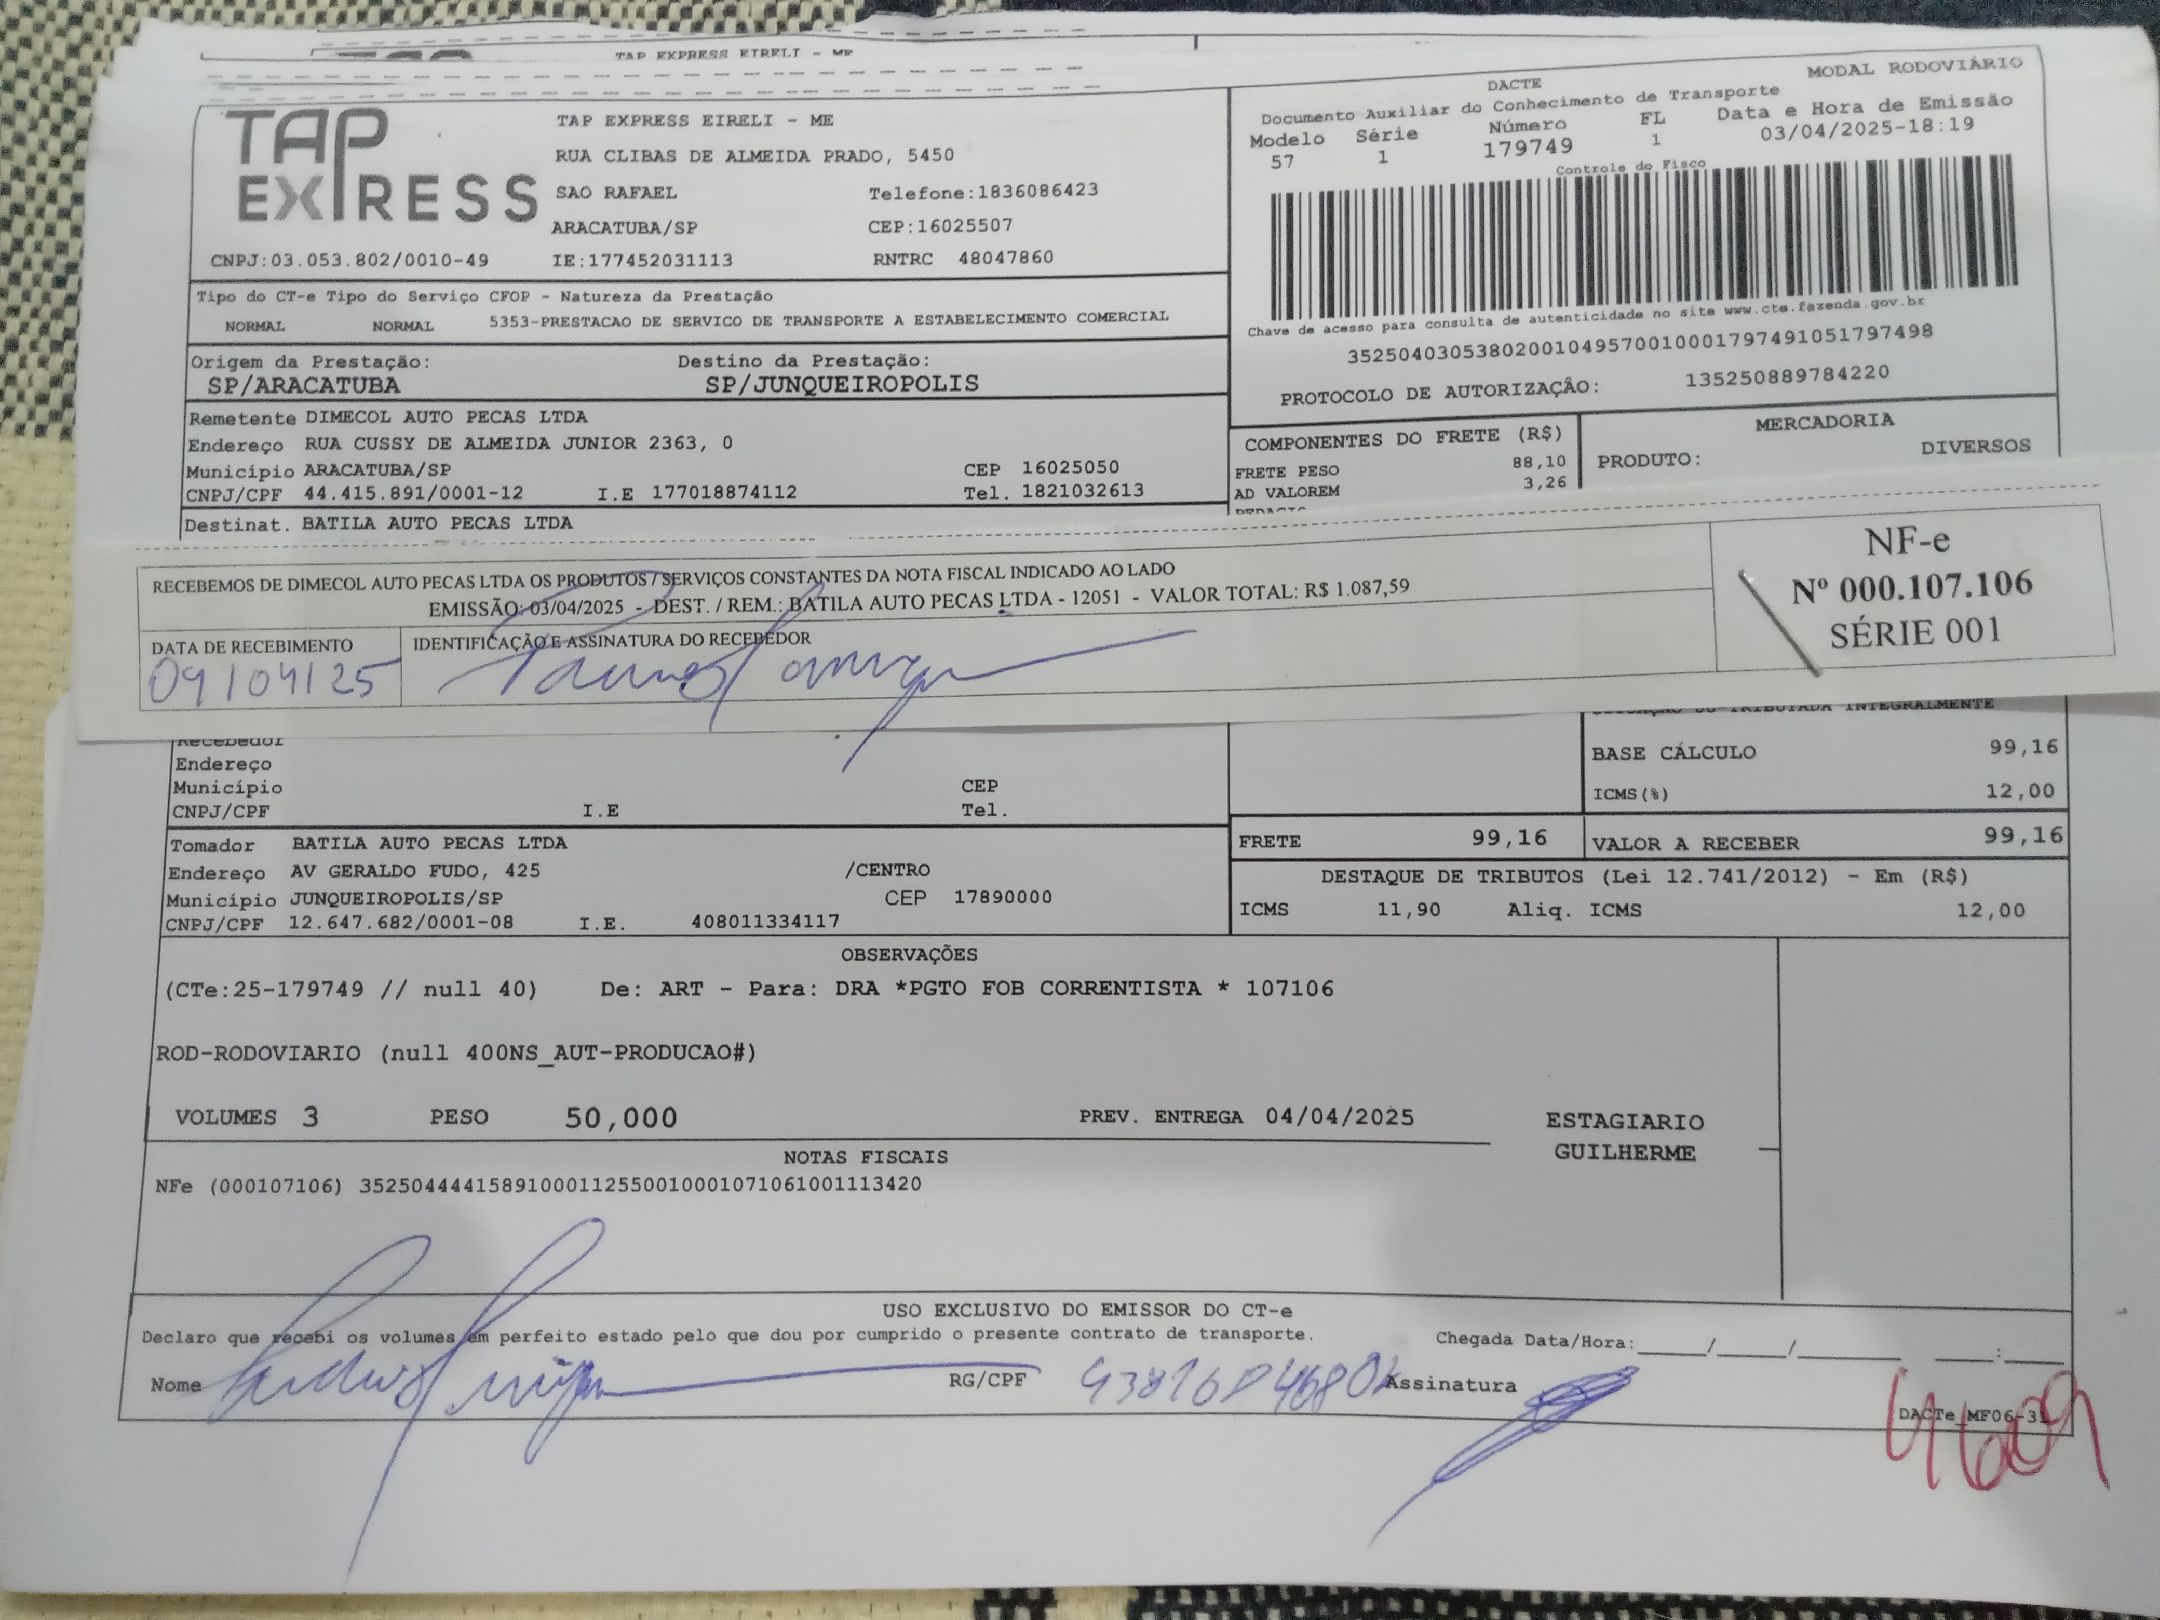 TAP EXPRESS EIRELI - ME
TAP EXPRESS
TAP EXPRESS EIRELI - ME
RUA CLIBAS DE ALMEIDA PRADO, 5450
SAO RAFAEL Telefone:1836086423
ARACATUBA/SP CEP:16025507
CNPJ:03.053.802/0010-49 IE:177452031113 RNTRC 48047860
MODAL RODOVIÁRIO
DACTE
Documento Auxiliar do Conhecimento de Transporte
Modelo Série Número FL Data e Hora de Emissão
57 1 179749 1 03/04/2025-18:19
Controle do Fisco
Chave de acesso para consulta de autenticidade no site www.cte.fazenda.gov.br
35250403053802001049570010001797491051797498
PROTOCOLO DE AUTORIZAÇÃO: 135250889784220
Tipo do CT-e Tipo do Serviço CFOP - Natureza da Prestação
NORMAL NORMAL 5353-PRESTACAO DE SERVICO DE TRANSPORTE A ESTABELECIMENTO COMERCIAL
Origem da Prestação: Destino da Prestação:
SP/ARACATUBA SP/JUNQUEIROPOLIS
Remetente DIMECOL AUTO PECAS LTDA
Endereço RUA CUSSY DE ALMEIDA JUNIOR 2363, 0
Município ARACATUBA/SP CEP 16025050
CNPJ/CPF 44.415.891/0001-12 I.E 177018874112 Tel. 1821032613
Destinat. BATILA AUTO PECAS LTDA
COMPONENTES DO FRETE (R$)
FRETE PESO 88,10
AD VALOREM 3,26
MERCADORIA
PRODUTO: DIVERSOS
RECEBEMOS DE DIMECOL AUTO PECAS LTDA OS PRODUTOS / SERVIÇOS CONSTANTES DA NOTA FISCAL INDICADO AO LADO
EMISSÃO: 03/04/2025 - DEST. / REM.: BATILA AUTO PECAS LTDA - 12051 - VALOR TOTAL: R$ 1.087,59
DATA DE RECEBIMENTO IDENTIFICAÇÃO E ASSINATURA DO RECEBEDOR
09/04/25
NF-e
Nº 000.107.106
SÉRIE 001
TRIBUTADA INTEGRALMENTE
Recebedor
Endereço
Município CEP
CNPJ/CPF I.E Tel.
BASE CÁLCULO 99,16
ICMS(%) 12,00
FRETE 99,16 VALOR A RECEBER 99,16
Tomador BATILA AUTO PECAS LTDA
Endereço AV GERALDO FUDO, 425 /CENTRO
Município JUNQUEIROPOLIS/SP CEP 17890000
CNPJ/CPF 12.647.682/0001-08 I.E. 408011334117
DESTAQUE DE TRIBUTOS (Lei 12.741/2012) - Em (R$)
ICMS 11,90 Aliq. ICMS 12,00
OBSERVAÇÕES
(CTe:25-179749 // null 40) De: ART - Para: DRA *PGTO FOB CORRENTISTA * 107106
ROD-RODOVIARIO (null 400NS_AUT-PRODUCAO#)
VOLUMES 3 PESO 50,000 PREV. ENTREGA 04/04/2025
ESTAGIARIO
GUILHERME
NOTAS FISCAIS
NFe (000107106) 35250444415891000112550010001071061001113420
USO EXCLUSIVO DO EMISSOR DO CT-e
Declaro que recebi os volumes em perfeito estado pelo que dou por cumprido o presente contrato de transporte. Chegada Data/Hora:_____/_____/_______ ____:____
Nome RG/CPF Assinatura
DACTe_MF06-31
4609